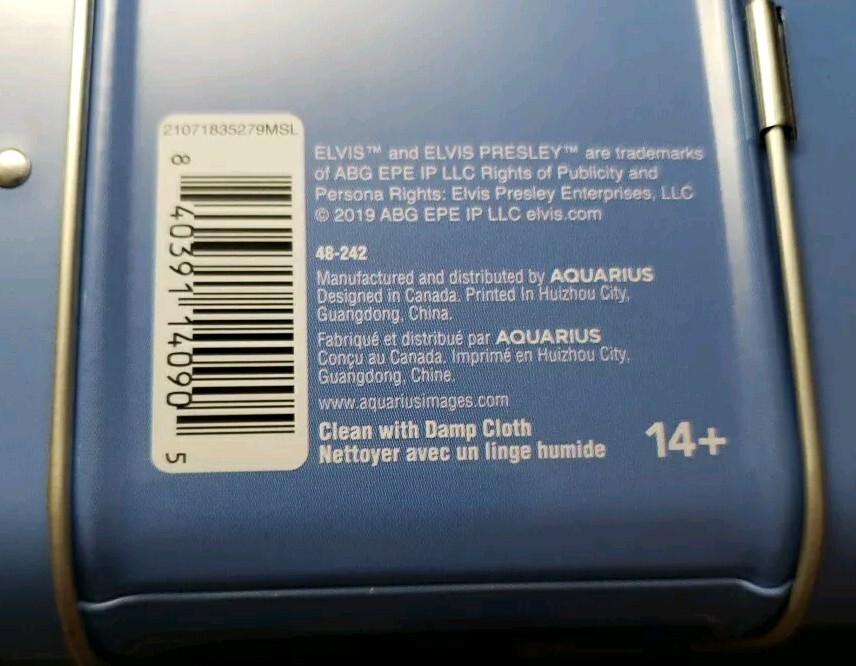 21071835279MSL
8 40391 14090 5
ELVIS™ and ELVIS PRESLEY™ are trademarks
of ABG EPE IP LLC Rights of Publicity and
Persona Rights: Elvis Presley Enterprises, LLC
© 2019 ABG EPE IP LLC elvis.com
48-242
Manufactured and distributed by AQUARIUS
Designed in Canada. Printed In Huizhou City,
Guangdong, China.
Fabriqué et distribué par AQUARIUS
Conçu au Canada. Imprimé en Huizhou City,
Guangdong, Chine.
www.aquariusimages.com
Clean with Damp Cloth
Nettoyer avec un linge humide
14+